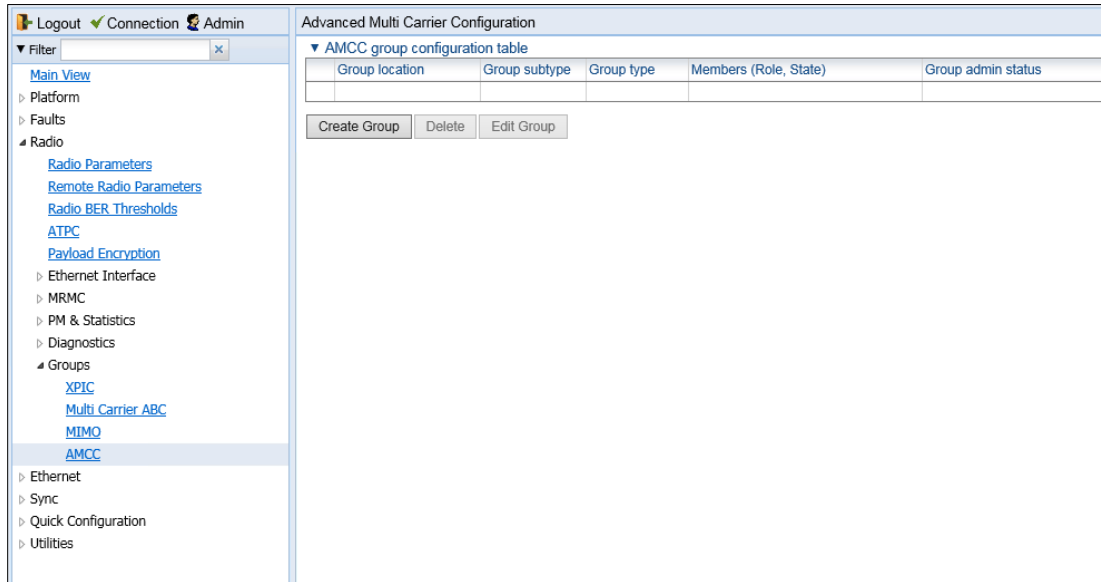 Logout Connection Admin
Filter
Main View
Platform
Faults
Radio
Radio Parameters
Remote Radio Parameters
Radio BER Thresholds
ATPC
Payload Encryption
Ethernet Interface
MRMC
PM & Statistics
Diagnostics
Groups
XPIC
Multi Carrier ABC
MIMO
AMCC
Ethernet
Sync
Quick Configuration
Utilities
Advanced Multi Carrier Configuration
AMCC group configuration table
Group location Group subtype Group type Members (Role, State) Group admin status
Create Group Delete Edit Group